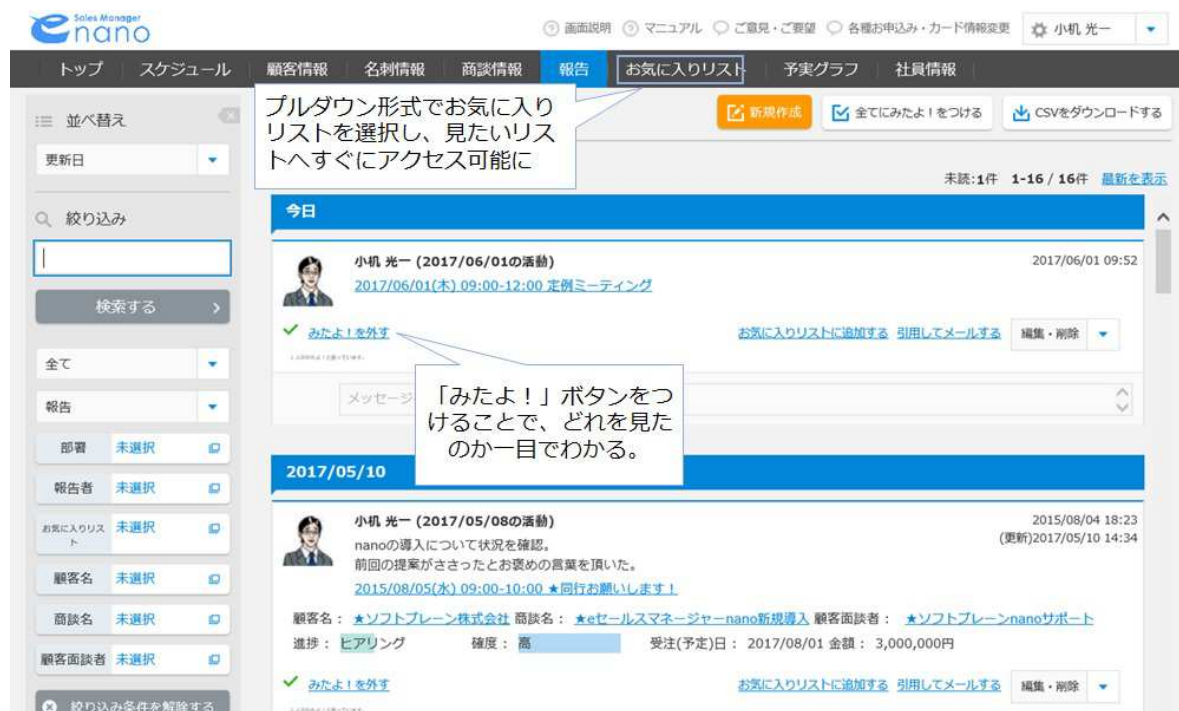 Sales Manager
enano
画面説明 マニュアル ご意見・ご要望 各種お申込み・カード情報変更 小机 光一
トップ スケジュール 顧客情報 名刺情報 商談情報 報告 お気に入りリスト 予実グラフ 社員情報
プルダウン形式でお気に入り
リストを選択し、見たいリス
トへすぐにアクセス可能に
新規作成 全てにみたよ！をつける CSVをダウンロードする
並べ替え
更新日
未読:1件 1-16 / 16件 最新を表示
絞り込み
検索する
全て
報告
部署 未選択
報告者 未選択
お気に入りリス
ト 未選択
顧客名 未選択
商談名 未選択
顧客面談者 未選択
絞り込み条件を解除する
今日
小机 光一 (2017/06/01の活動) 2017/06/01 09:52
2017/06/01(木) 09:00-12:00 定例ミーティング
みたよ！を外す お気に入りリストに追加する 引用してメールする 編集・削除
メッセージ
「みたよ！」ボタンをつ
けることで、どれを見た
のか一目でわかる。
2017/05/10
小机 光一 (2017/05/08の活動) 2015/08/04 18:23
(更新)2017/05/10 14:34
nanoの導入について状況を確認。
前回の提案がささったとお褒めの言葉を頂いた。
2015/08/05(水) 09:00-10:00 ★同行お願いします！
顧客名： ★ソフトブレーン株式会社 商談名： ★eセールスマネージャーnano新規導入 顧客面談者： ★ソフトブレーンnanoサポート
進捗： ヒアリング 確度： 高 受注(予定)日： 2017/08/01 金額： 3,000,000円
みたよ！を外す お気に入りリストに追加する 引用してメールする 編集・削除